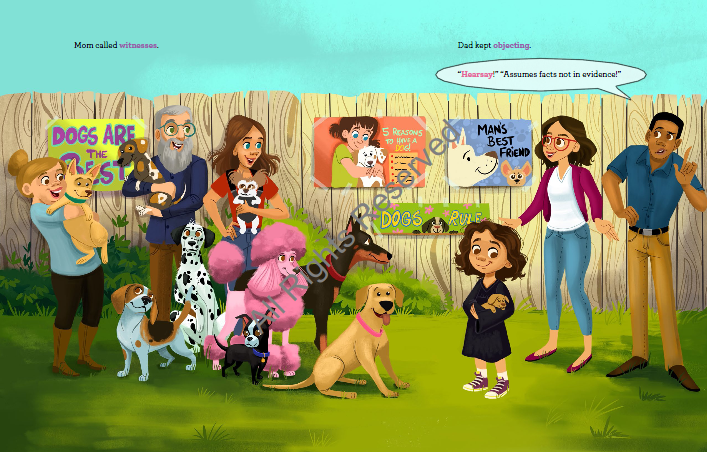 Mom called witnesses.
Dad kept objecting.
"Hearsay!" "Assumes facts not in evidence!"
DOGS ARE
THE
BEST
5 REASONS
TO HAVE A
DOG!
MAN'S
BEST
FRIEND
DOGS RULE
All Rights Reserved